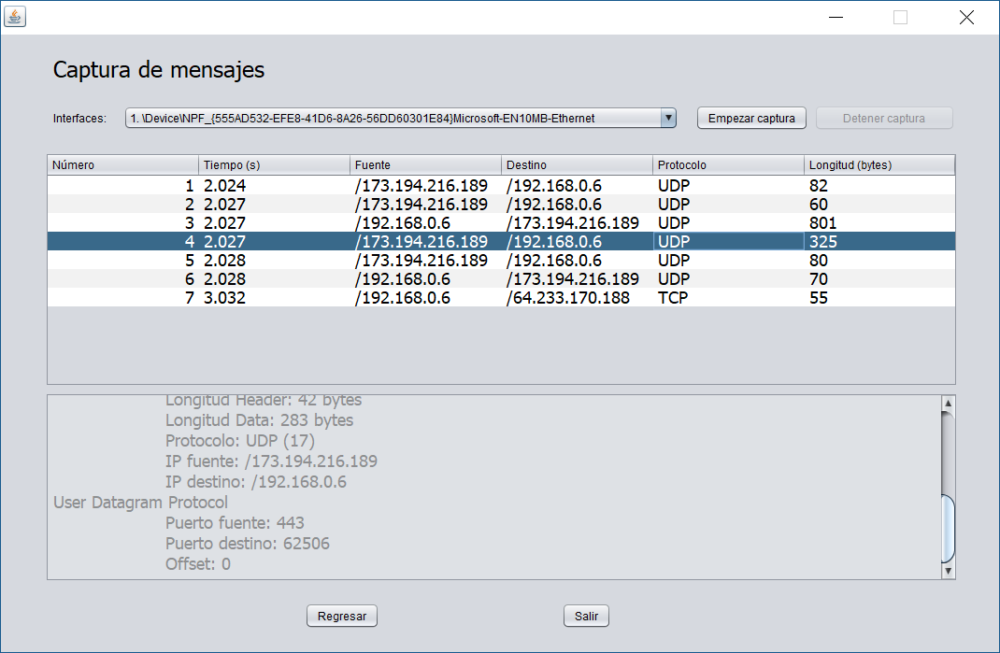 Captura de mensajes
Interfaces: 1. \Device\NPF_{555AD532-EFE8-41D6-8A26-56DD60301E84}Microsoft-EN10MB-Ethernet Empezar captura Detener captura
Número Tiempo (s) Fuente Destino Protocolo Longitud (bytes)
1 2.024 /173.194.216.189 /192.168.0.6 UDP 82
2 2.027 /173.194.216.189 /192.168.0.6 UDP 60
3 2.027 /192.168.0.6 /173.194.216.189 UDP 801
4 2.027 /173.194.216.189 /192.168.0.6 UDP 325
5 2.028 /173.194.216.189 /192.168.0.6 UDP 80
6 2.028 /192.168.0.6 /173.194.216.189 UDP 70
7 3.032 /192.168.0.6 /64.233.170.188 TCP 55
Longitud Header: 42 bytes
Longitud Data: 283 bytes
Protocolo: UDP (17)
IP fuente: /173.194.216.189
IP destino: /192.168.0.6
User Datagram Protocol
Puerto fuente: 443
Puerto destino: 62506
Offset: 0
Regresar Salir